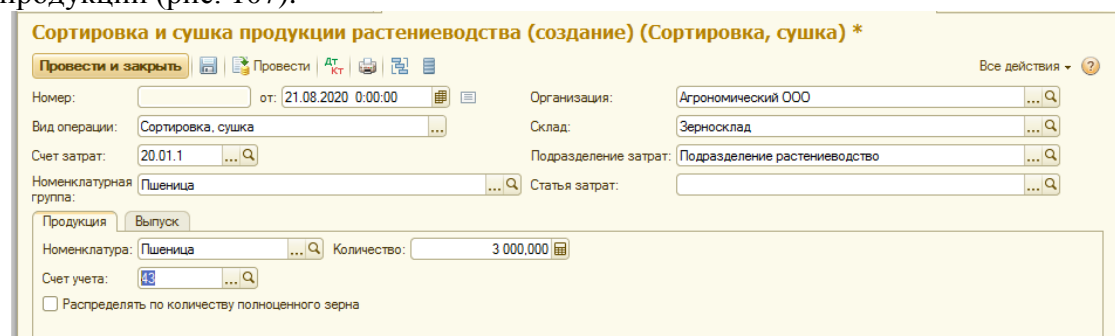 продукции (рис. 107).
Сортировка и сушка продукции растениеводства (создание) (Сортировка, сушка) *
Провести и закрыть Провести Дт Кт Все действия
Номер: от: 21.08.2020 0:00:00 Организация: Агрономический ООО
Вид операции: Сортировка, сушка ... Склад: Зерносклад ...
Счет затрат: 20.01.1 ... Подразделение затрат: Подразделение растениеводство ...
Номенклатурная группа: Пшеница ... Статья затрат: ...
Продукция Выпуск
Номенклатура: Пшеница ... Количество: 3 000,000
Счет учета: 43 ...
Распределять по количеству полноценного зерна